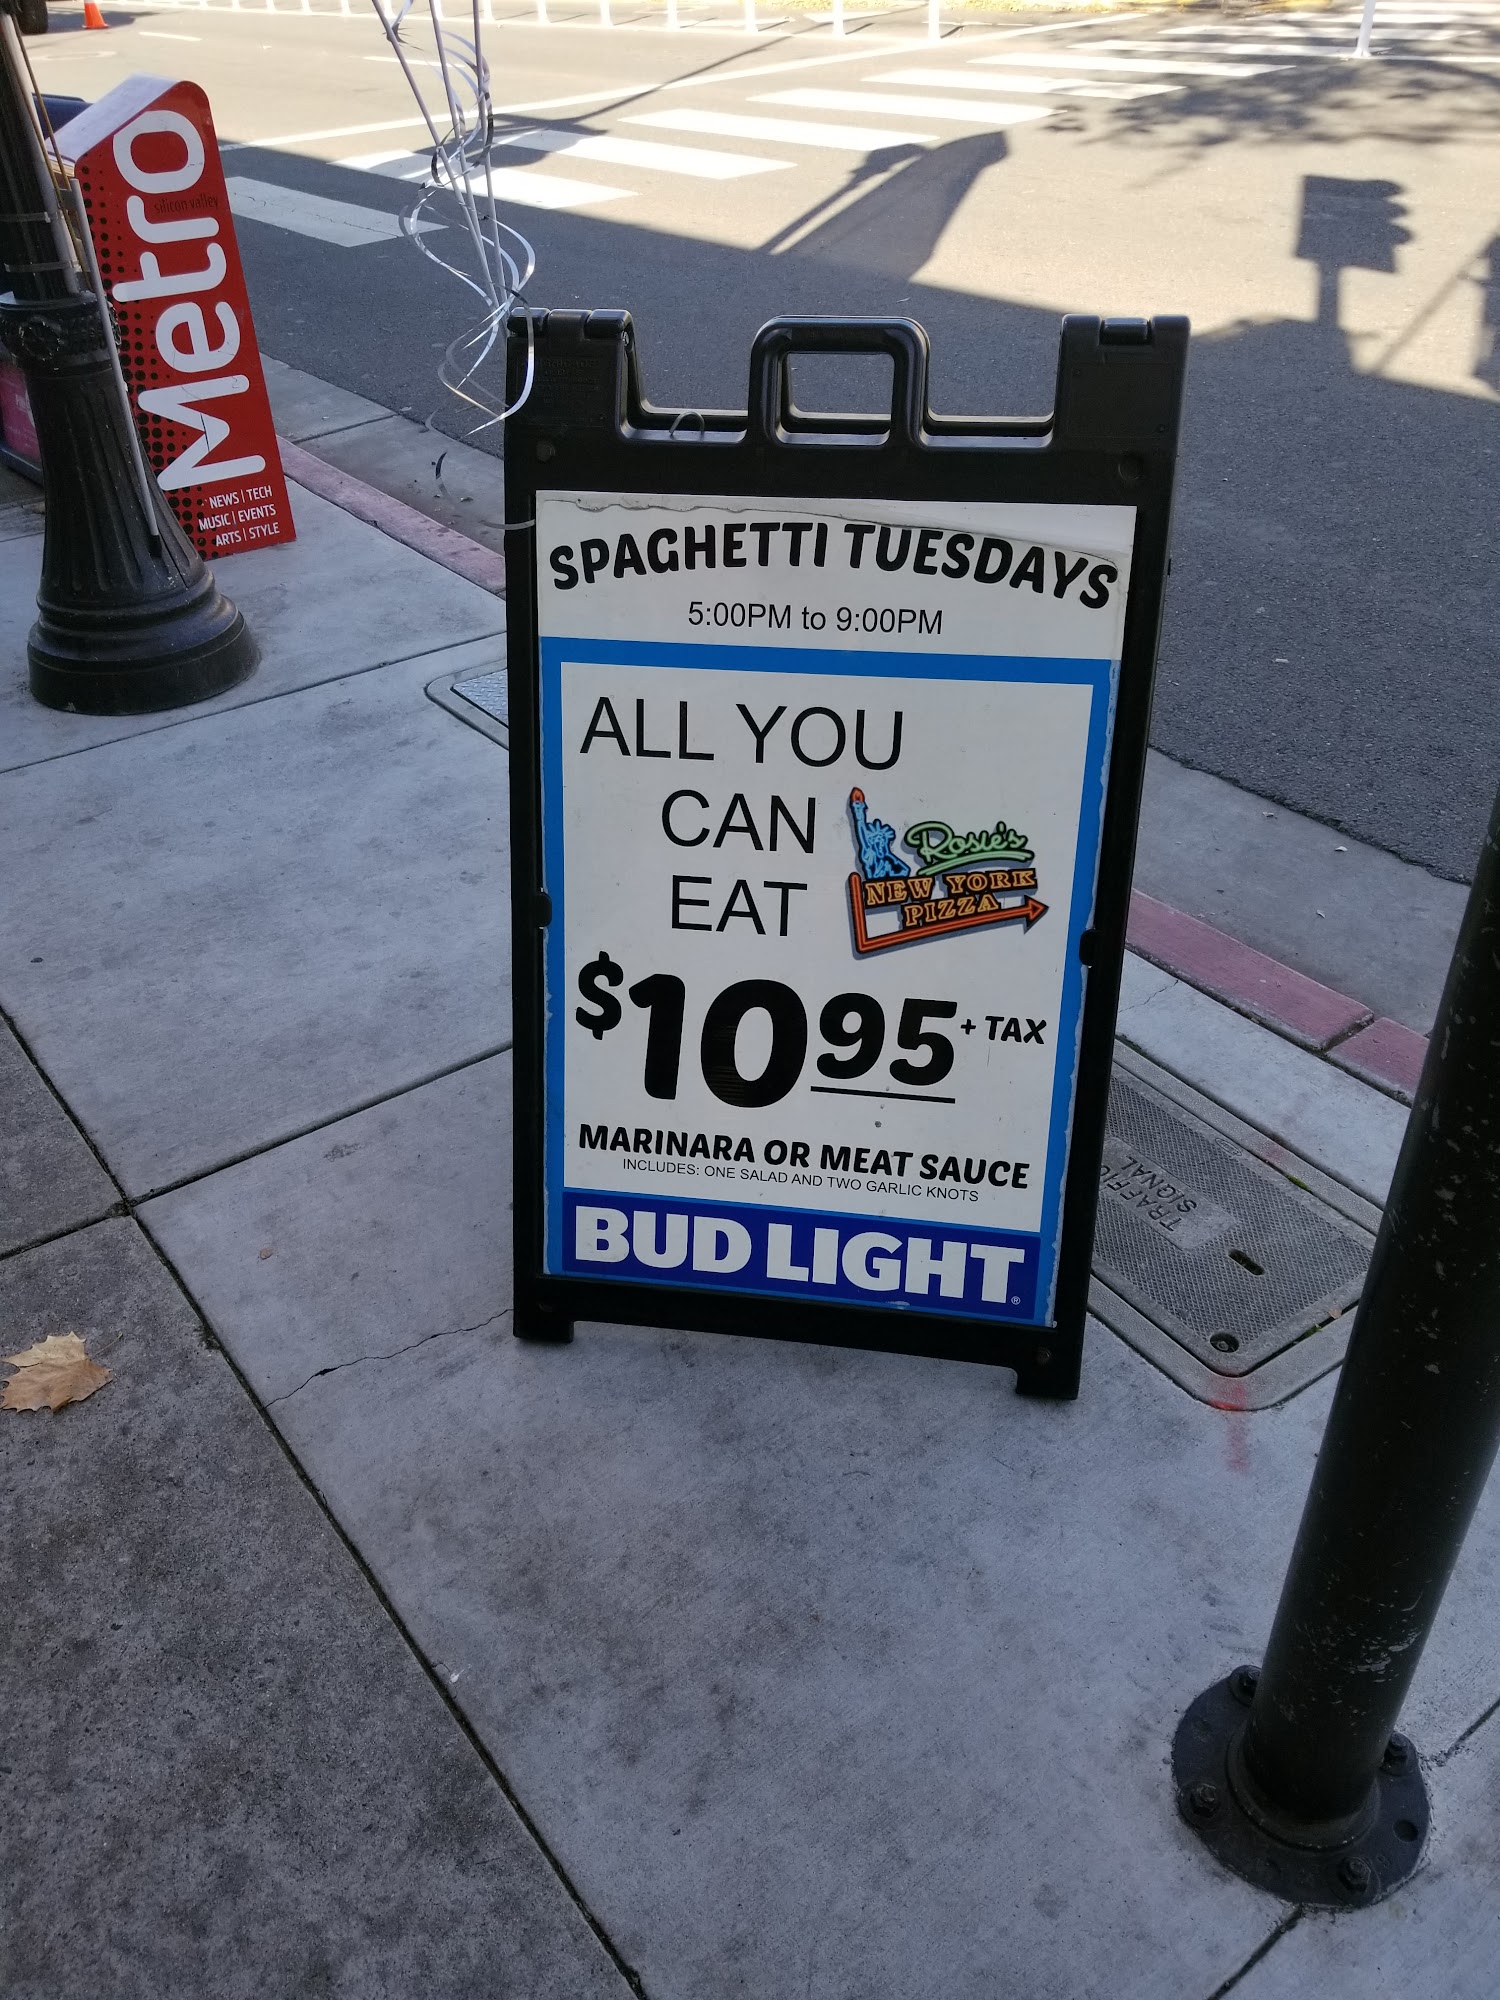 Metro
silicon valley
NEWS | TECH
MUSIC | EVENTS
ARTS | STYLE
SPAGHETTI TUESDAYS
5:00PM to 9:00PM
ALL YOU
CAN
EAT
Rosie's
NEW YORK
PIZZA
$1095 + TAX
MARINARA OR MEAT SAUCE
INCLUDES: ONE SALAD AND TWO GARLIC KNOTS
BUD LIGHT®
TRAFFIC
SIGNAL